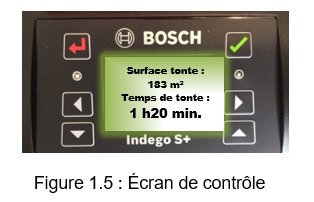 BOSCH
Surface tonte :
183 m²
Temps de tonte :
1 h20 min.
Indego S+
Figure 1.5 : Écran de contrôle